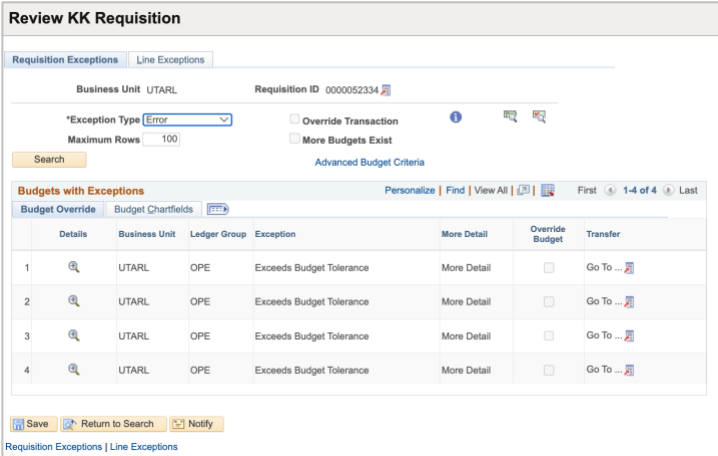 Review KK Requisition
Requisition Exceptions Line Exceptions
Business Unit UTARL Requisition ID 0000052334
*Exception Type Error Override Transaction
Maximum Rows 100 More Budgets Exist
Search Advanced Budget Criteria
Budgets with Exceptions Personalize | Find | View All | | First 1-4 of 4 Last
Budget Override Budget Chartfields
Details Business Unit Ledger Group Exception More Detail Override Budget Transfer
1 UTARL OPE Exceeds Budget Tolerance More Detail Go To ...
2 UTARL OPE Exceeds Budget Tolerance More Detail Go To ...
3 UTARL OPE Exceeds Budget Tolerance More Detail Go To ...
4 UTARL OPE Exceeds Budget Tolerance More Detail Go To ...
Save Return to Search Notify
Requisition Exceptions | Line Exceptions